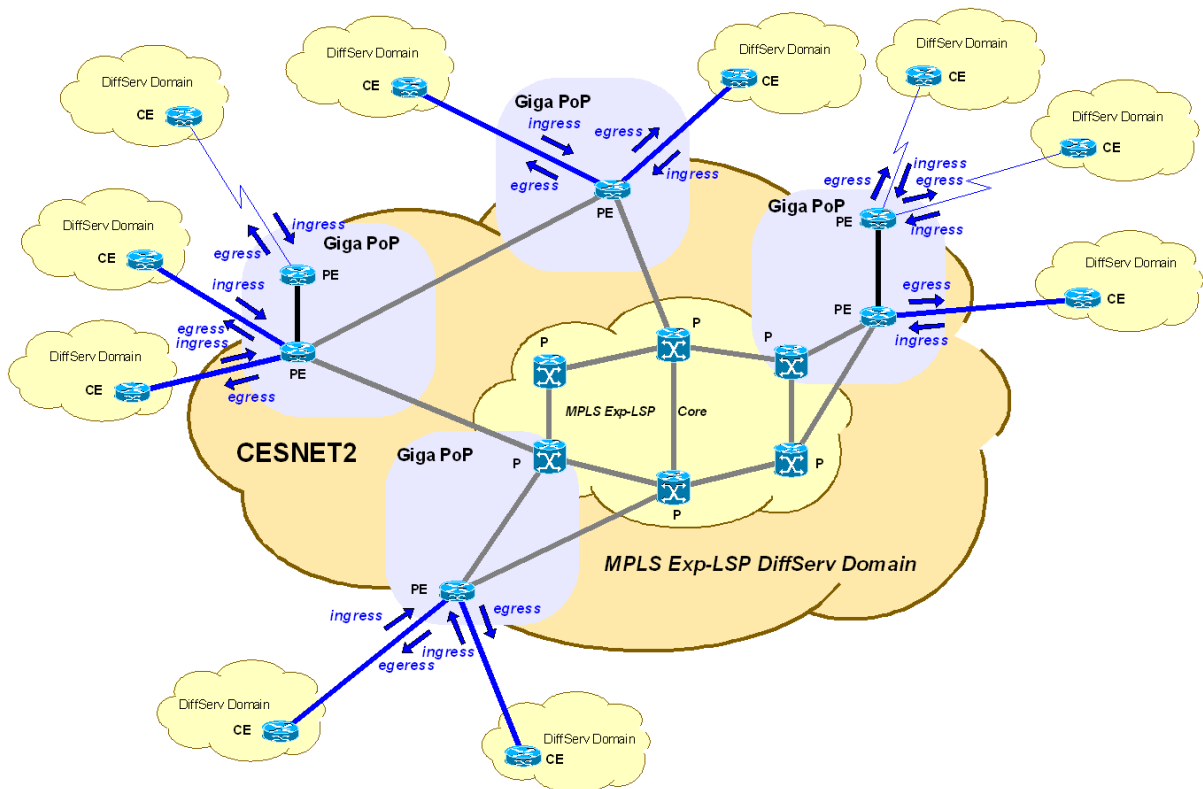 DiffServ Domain
CE
DiffServ Domain
CE
DiffServ Domain
CE
DiffServ Domain
CE
DiffServ Domain
CE
Giga PoP
ingress
egress
egress
ingress
PE
DiffServ Domain
CE
DiffServ Domain
CE
Giga PoP
ingress
egress
PE
ingress
egress
ingress
egress
PE
ingress
egress
egress
ingress
Giga PoP
PE
PE
egress
ingress
DiffServ Domain
CE
P
P
P
MPLS Exp-LSP Core
P
P
P
CESNET2
Giga PoP
MPLS Exp-LSP DiffServ Domain
PE
ingress
egress
ingress
egeress
DiffServ Domain
CE
DiffServ Domain
CE